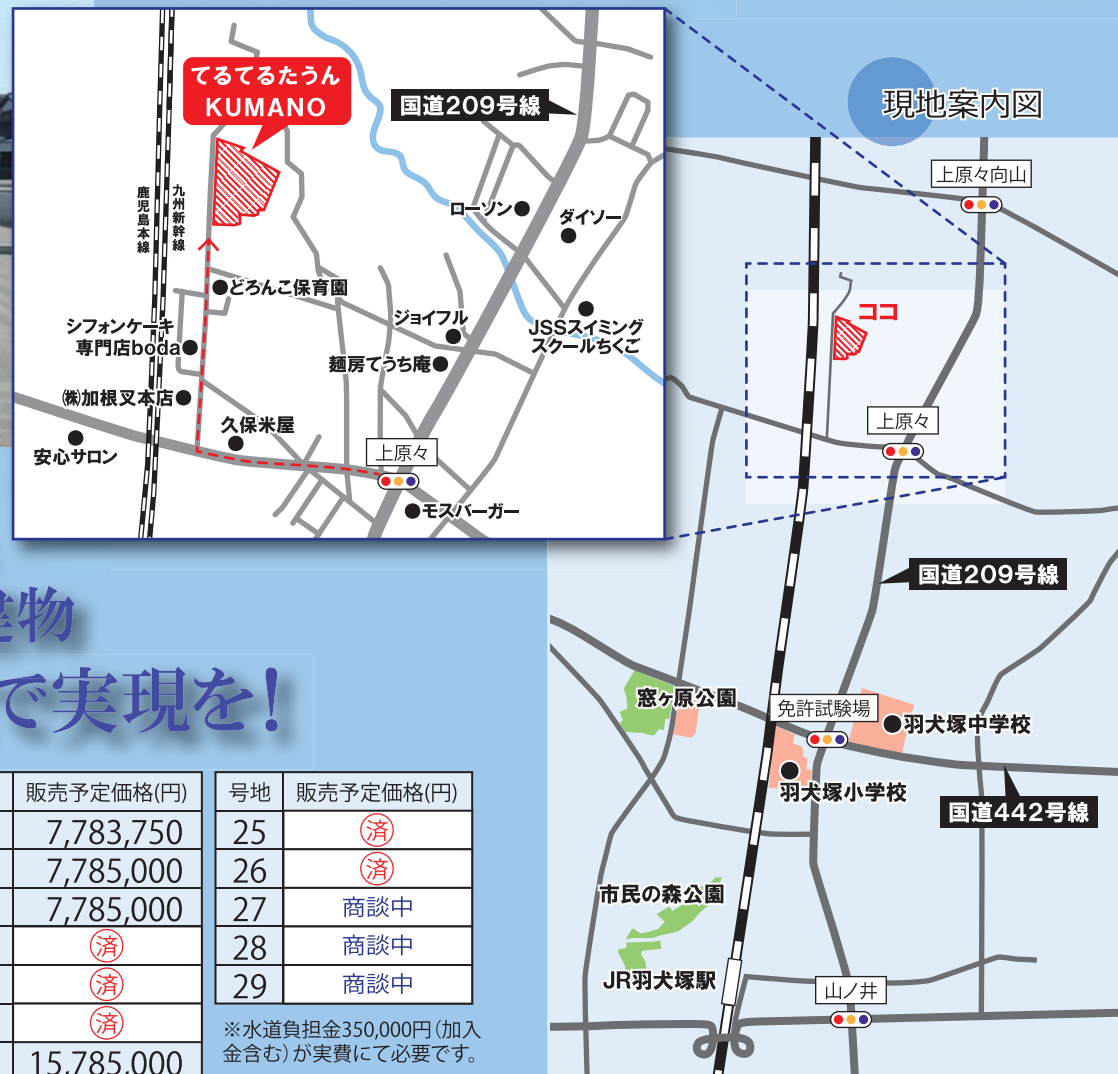 現地案内図
てるてるたうん
KUMANO
国道209号線
鹿児島本線
九州新幹線
ローソン
ダイソー
どろんこ保育園
ジョイフル
JSSスイミング
スクールちくご
シフォンケーキ
専門店boda
麺房てうち庵
㈱加根叉本店
久保米屋
安心サロン
上原々
モスバーガー
上原々向山
ココ
上原々
国道209号線
窓ヶ原公園
免許試験場
羽犬塚中学校
羽犬塚小学校
国道442号線
市民の森公園
JR羽犬塚駅
山ノ井
建物
で実現を!
販売予定価格(円)
7,783,750
7,785,000
7,785,000
済
済
済
15,785,000
号地 販売予定価格(円)
25 済
26 済
27 商談中
28 商談中
29 商談中
※水道負担金350,000円(加入
金含む)が実費にて必要です。